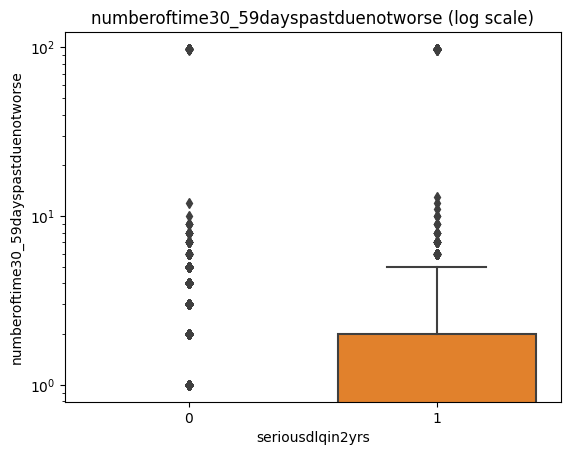 numberoftime30_59dayspastduenotworse (log scale)
numberoftime30_59dayspastduenotworse
10²
10¹
10⁰
0
1
seriousdlqin2yrs